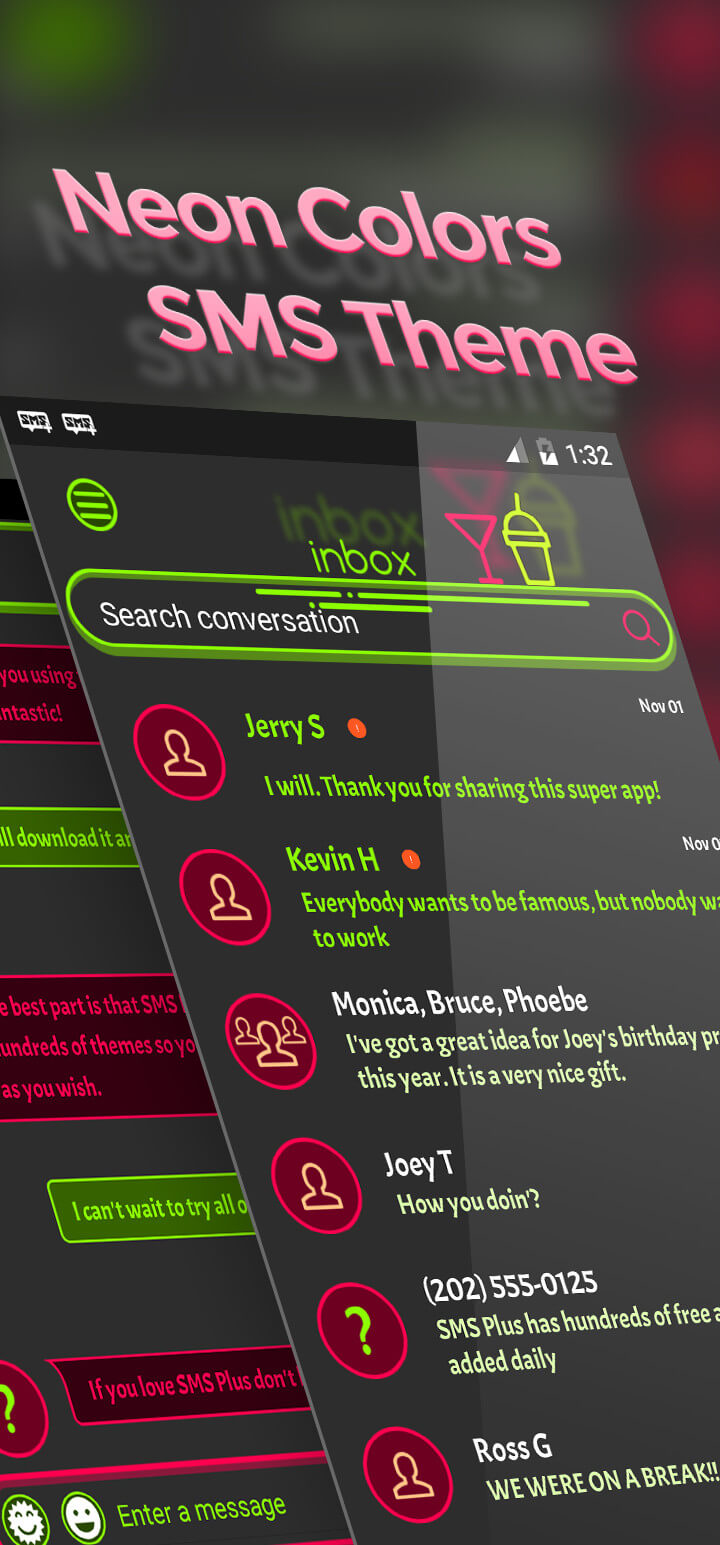 Neon Colors
SMS Theme
SMS
SMS
1:32
inbox
Search conversation
Nov 01
Jerry S
!
I will. Thank you for sharing this super app!
Nov
Kevin H
!
Everybody wants to be famous, but nobody
to work
Monica, Bruce, Phoebe
I've got a great idea for Joey's birthday
this year. It is a very nice gift.
Joey T
How you doin'?
(202) 555-0125
?
SMS Plus has hundreds of free
added daily
Ross G
WE WERE ON A BREAK!!
you using
ntastic!
ll download it
e best part is that SMS
undreds of themes so
as you wish.
I can't wait to try all
?
If you love SMS Plus don't
Enter a message